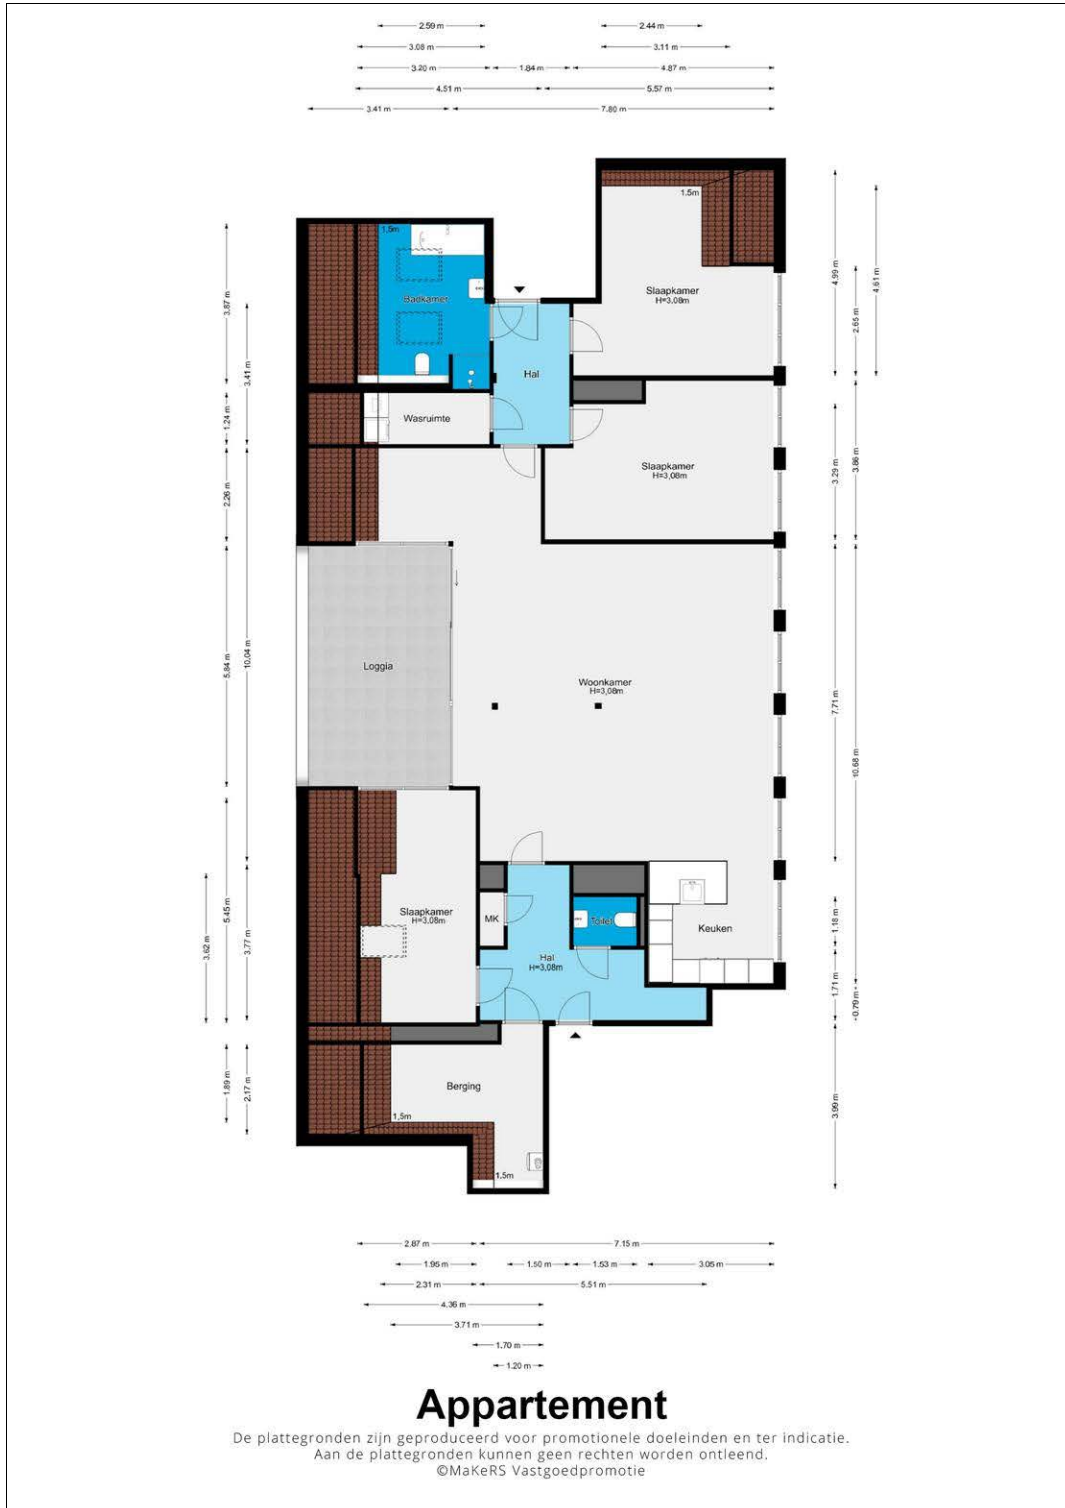 2.59 m
2.44 m
3.08 m
3.11 m
3.20 m
1.84 m
4.87 m
4.51 m
5.57 m
3.41 m
7.80 m
1.5m
1,5m
Slaapkamer
H=3,08m
Badkamer
Hal
Wasruimte
Slaapkamer
H=3,08m
Loggia
Woonkamer
H=3,08m
Slaapkamer
H=3,08m
MK
Toilet
Keuken
Hal
H=3,08m
Berging
1,5m
1,5m
3.87 m
3.41 m
1.24 m
2.26 m
5.84 m
10.04 m
5.45 m
3.77 m
3.62 m
1.89 m
2.17 m
4.99 m
4.61 m
2.65 m
3.86 m
3.29 m
7.71 m
10.68 m
1.18 m
1.71 m
0.79 m
3.99 m
2.87 m
7.15 m
1.95 m
1.50 m
1.53 m
3.05 m
2.31 m
5.51 m
4.36 m
3.71 m
1.70 m
1.20 m
Appartement
De plattegronden zijn geproduceerd voor promotionele doeleinden en ter indicatie.
Aan de plattegronden kunnen geen rechten worden ontleend.
©MaKeRS Vastgoedpromotie